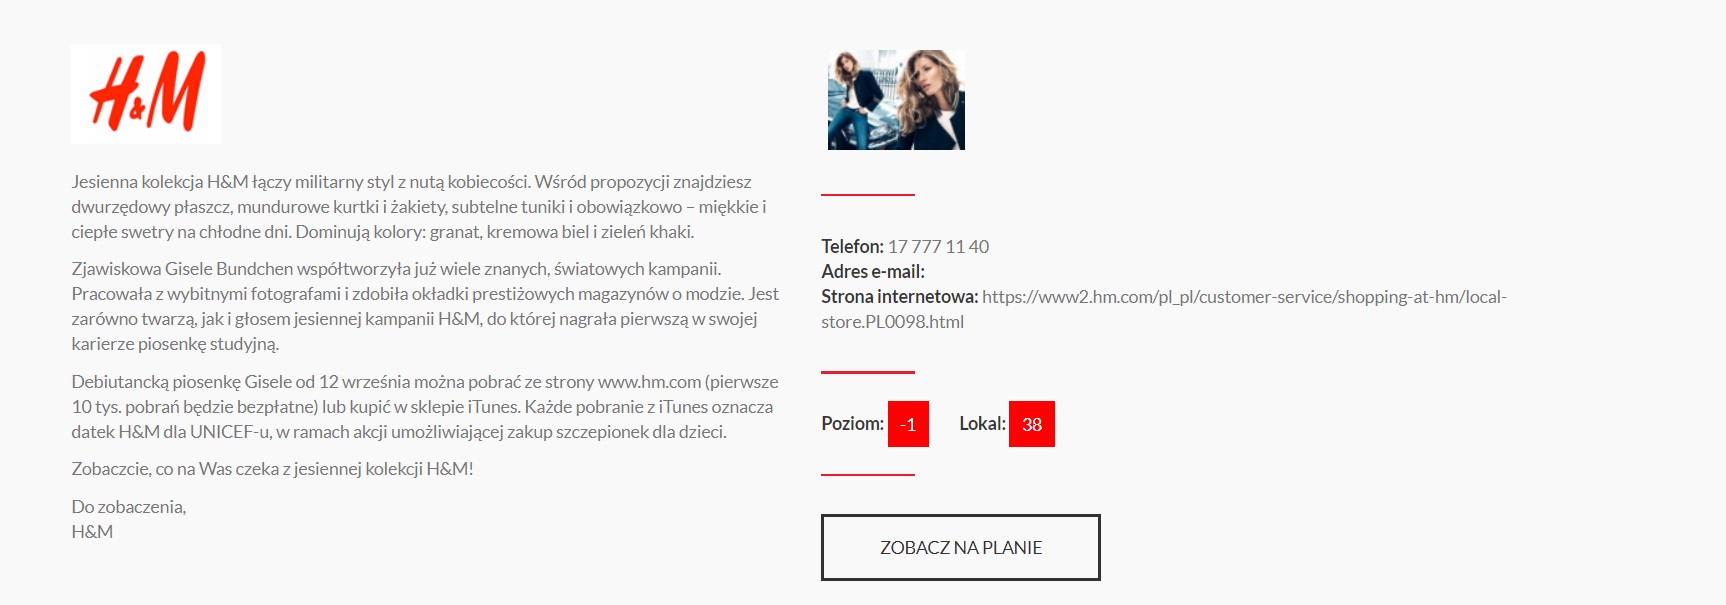 H&M
Jesienna kolekcja H&M łączy militarny styl z nutą kobiecości. Wśród propozycji znajdziesz
dwurzędowy płaszcz, mundurowe kurtki i żakiety, subtelne tuniki i obowiązkowo – miękkie i
ciepłe swetry na chłodne dni. Dominują kolory: granat, kremowa biel i zieleń khaki.
Zjawiskowa Gisele Bundchen współtworzyła już wiele znanych, światowych kampanii.
Pracowała z wybitnymi fotografami i zdobiła okładki prestiżowych magazynów o modzie. Jest
zarówno twarzą, jak i głosem jesiennej kampanii H&M, do której nagrała pierwszą w swojej
karierze piosenkę studyjną.
Debiutancką piosenkę Gisele od 12 września można pobrać ze strony www.hm.com (pierwsze
10 tys. pobrań będzie bezpłatne) lub kupić w sklepie iTunes. Każde pobranie z iTunes oznacza
datek H&M dla UNICEF-u, w ramach akcji umożliwiającej zakup szczepionek dla dzieci.
Zobaczcie, co na Was czeka z jesiennej kolekcji H&M!
Do zobaczenia,
H&M
Telefon: 17 777 11 40
Adres e-mail:
Strona internetowa: https://www2.hm.com/pl_pl/customer-service/shopping-at-hm/local-
store.PL0098.html
Poziom: -1 Lokal: 38
ZOBACZ NA PLANIE